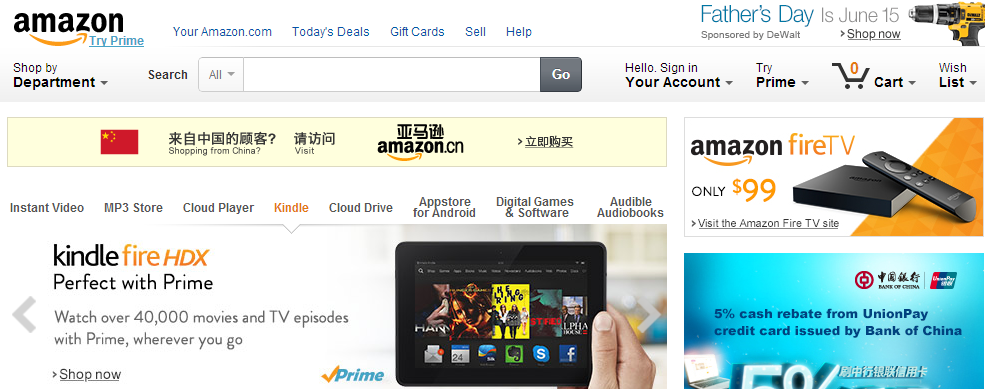 amazon
Try Prime
Your Amazon.com
Today's Deals
Gift Cards
Sell
Help
Father's Day Is June 15
Sponsored by DeWalt
> Shop now
Shop by
Department
Search
All
Go
Hello. Sign in
Your Account
Try
Prime
0
Cart
Wish
List
来自中国的顾客?
Shopping from China?
请访问
Visit
亚马逊
amazon.cn
> 立即购买
Instant Video
MP3 Store
Cloud Player
Kindle
Cloud Drive
Appstore
for Android
Digital Games
& Software
Audible
Audiobooks
kindle fire HDX
Perfect with Prime
Watch over 40,000 movies and TV episodes
with Prime, wherever you go
> Shop now
Prime
24
amazon fireTV
ONLY $99
> Visit the Amazon Fire TV site
中国银行
BANK OF CHINA
UnionPay
银联
5% cash rebate from UnionPay
credit card issued by Bank of China
5%
刷中行银联信用卡